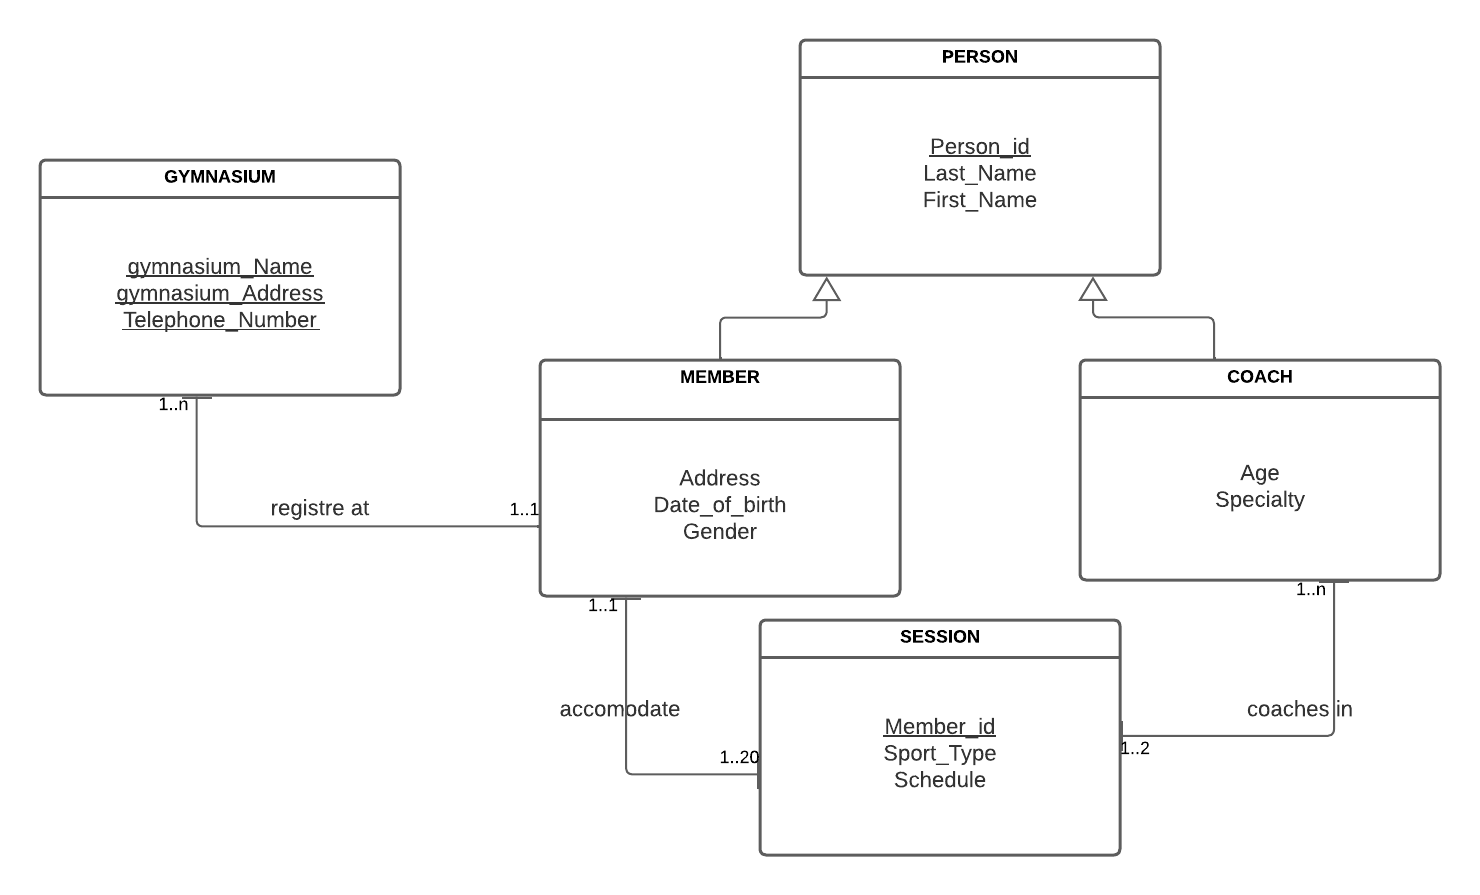 PERSON
Person_id
Last_Name
First_Name
GYMNASIUM
gymnasium_Name
gymnasium_Address
Telephone_Number
1..n
registre at
1..1
MEMBER
Address
Date_of_birth
Gender
1..1
COACH
Age
Specialty
1..n
accomodate
1..20
SESSION
Member_id
Sport_Type
Schedule
coaches in
1..2